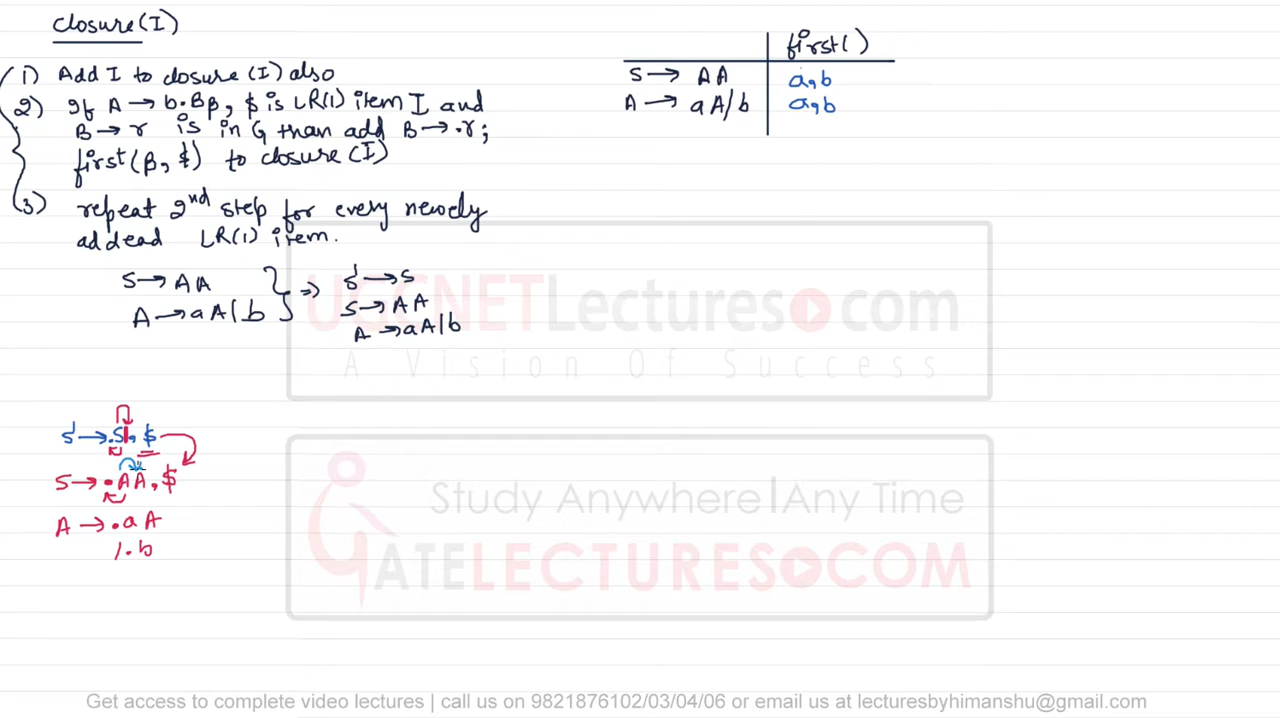 closure(I)
1) Add I to closure (I) also
2) If A → b·Bβ, $ is LR(1) item I and
B → r is in G than add B → ·r;
first(β, $) to closure (I)
3) repeat 2nd step for every newly
addead LR(1) item.
S → AA
A → aA|b
⇒
S' → S
S → AA
A → aA|b
S' → .S, $
S → •AA, $
A → •aA
/•b
first()
S → AA a,b
A → aA/b a,b
UGCNETLectures.com
A Vision Of Success
Study Anywhere|Any Time
GATELECTURES.COM
Get access to complete video lectures | call us on 9821876102/03/04/06 or email us at lecturesbyhimanshu@gmail.com